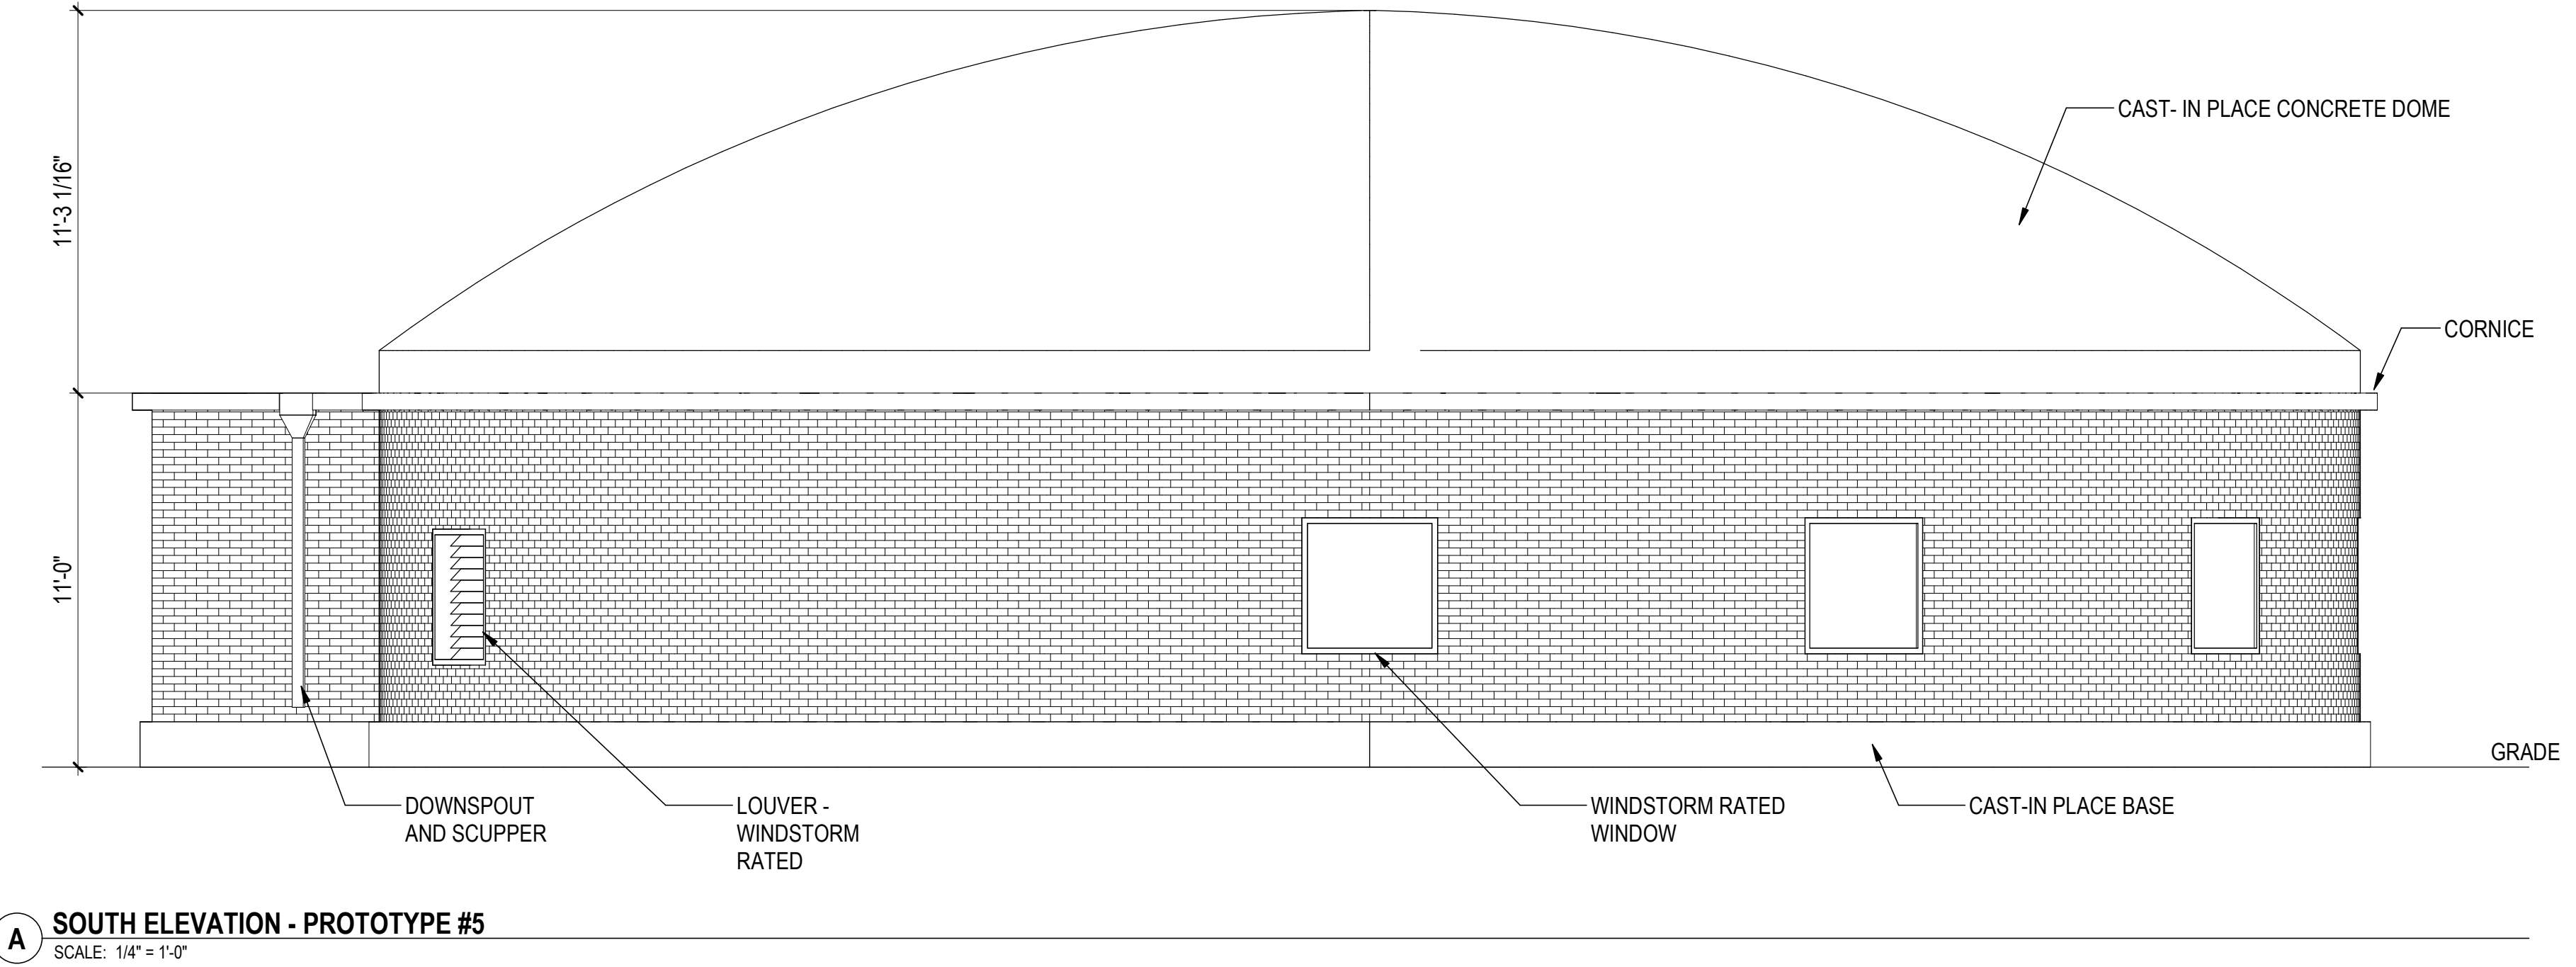 CAST- IN PLACE CONCRETE DOME
11'-3 1/16"
CORNICE
11'-0"
GRADE
DOWNSPOUT
AND SCUPPER
LOUVER -
WINDSTORM
RATED
WINDSTORM RATED
WINDOW
CAST-IN PLACE BASE
A
SOUTH ELEVATION - PROTOTYPE #5
SCALE: 1/4" = 1'-0"